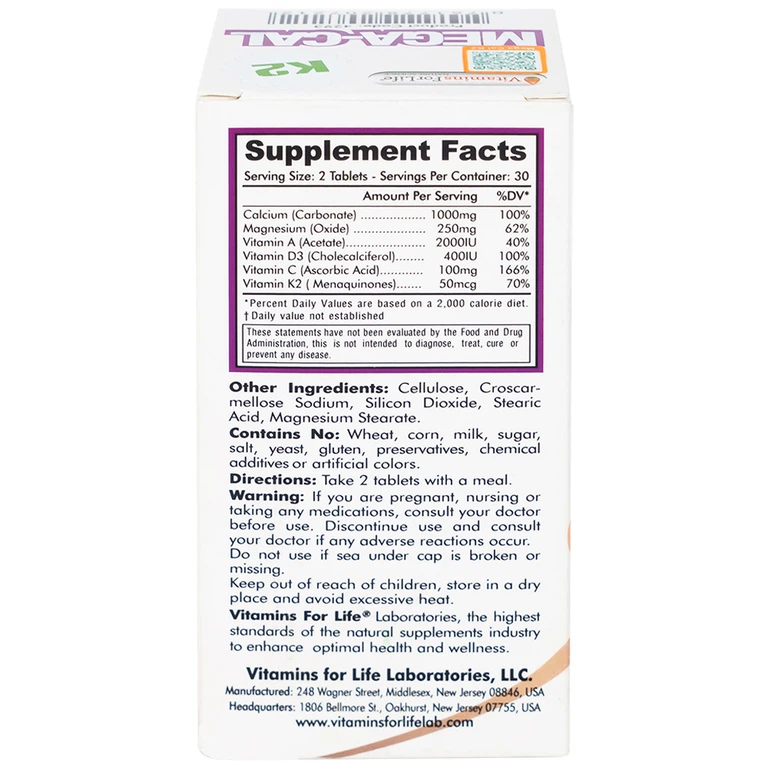 Product Code: 3293
MEGA-CAL
K2
VitaminsForLife
Supplement Facts
Serving Size: 2 Tablets - Servings Per Container: 30
Amount Per Serving %DV*
Calcium (Carbonate) .................. 1000mg 100%
Magnesium (Oxide) .................... 250mg 62%
Vitamin A (Acetate)...................... 2000IU 40%
Vitamin D3 (Cholecalciferol)........ 400IU 100%
Vitamin C (Ascorbic Acid)............ 100mg 166%
Vitamin K2 ( Menaquinones)....... 50mcg 70%
*Percent Daily Values are based on a 2,000 calorie diet.
† Daily value not established
These statements have not been evaluated by the Food and Drug
Administration, this is not intended to diagnose, treat, cure or
prevent any disease.
Other Ingredients: Cellulose, Croscar-
mellose Sodium, Silicon Dioxide, Stearic
Acid, Magnesium Stearate.
Contains No: Wheat, corn, milk, sugar,
salt, yeast, gluten, preservatives, chemical
additives or artificial colors.
Directions: Take 2 tablets with a meal.
Warning: If you are pregnant, nursing or
taking any medications, consult your doctor
before use. Discontinue use and consult
your doctor if any adverse reactions occur.
Do not use if sea under cap is broken or
missing.
Keep out of reach of children, store in a dry
place and avoid excessive heat.
Vitamins For Life® Laboratories, the highest
standards of the natural supplements industry
to enhance optimal health and wellness.
Vitamins for Life Laboratories, LLC.
Manufactured: 248 Wagner Street, Middlesex, New Jersey 08846, USA
Headquarters: 1806 Bellmore St., Oakhurst, New Jersey 07755, USA
www.vitaminsforlifelab.com